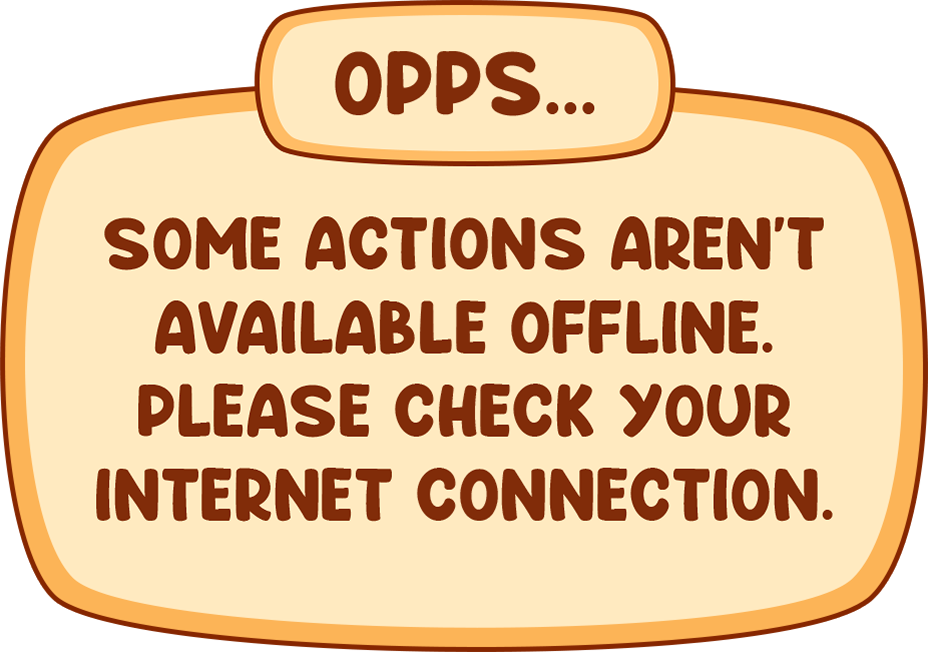 OPPS...
SOME ACTIONS AREN'T
AVAILABLE OFFLINE.
PLEASE CHECK YOUR
INTERNET CONNECTION.